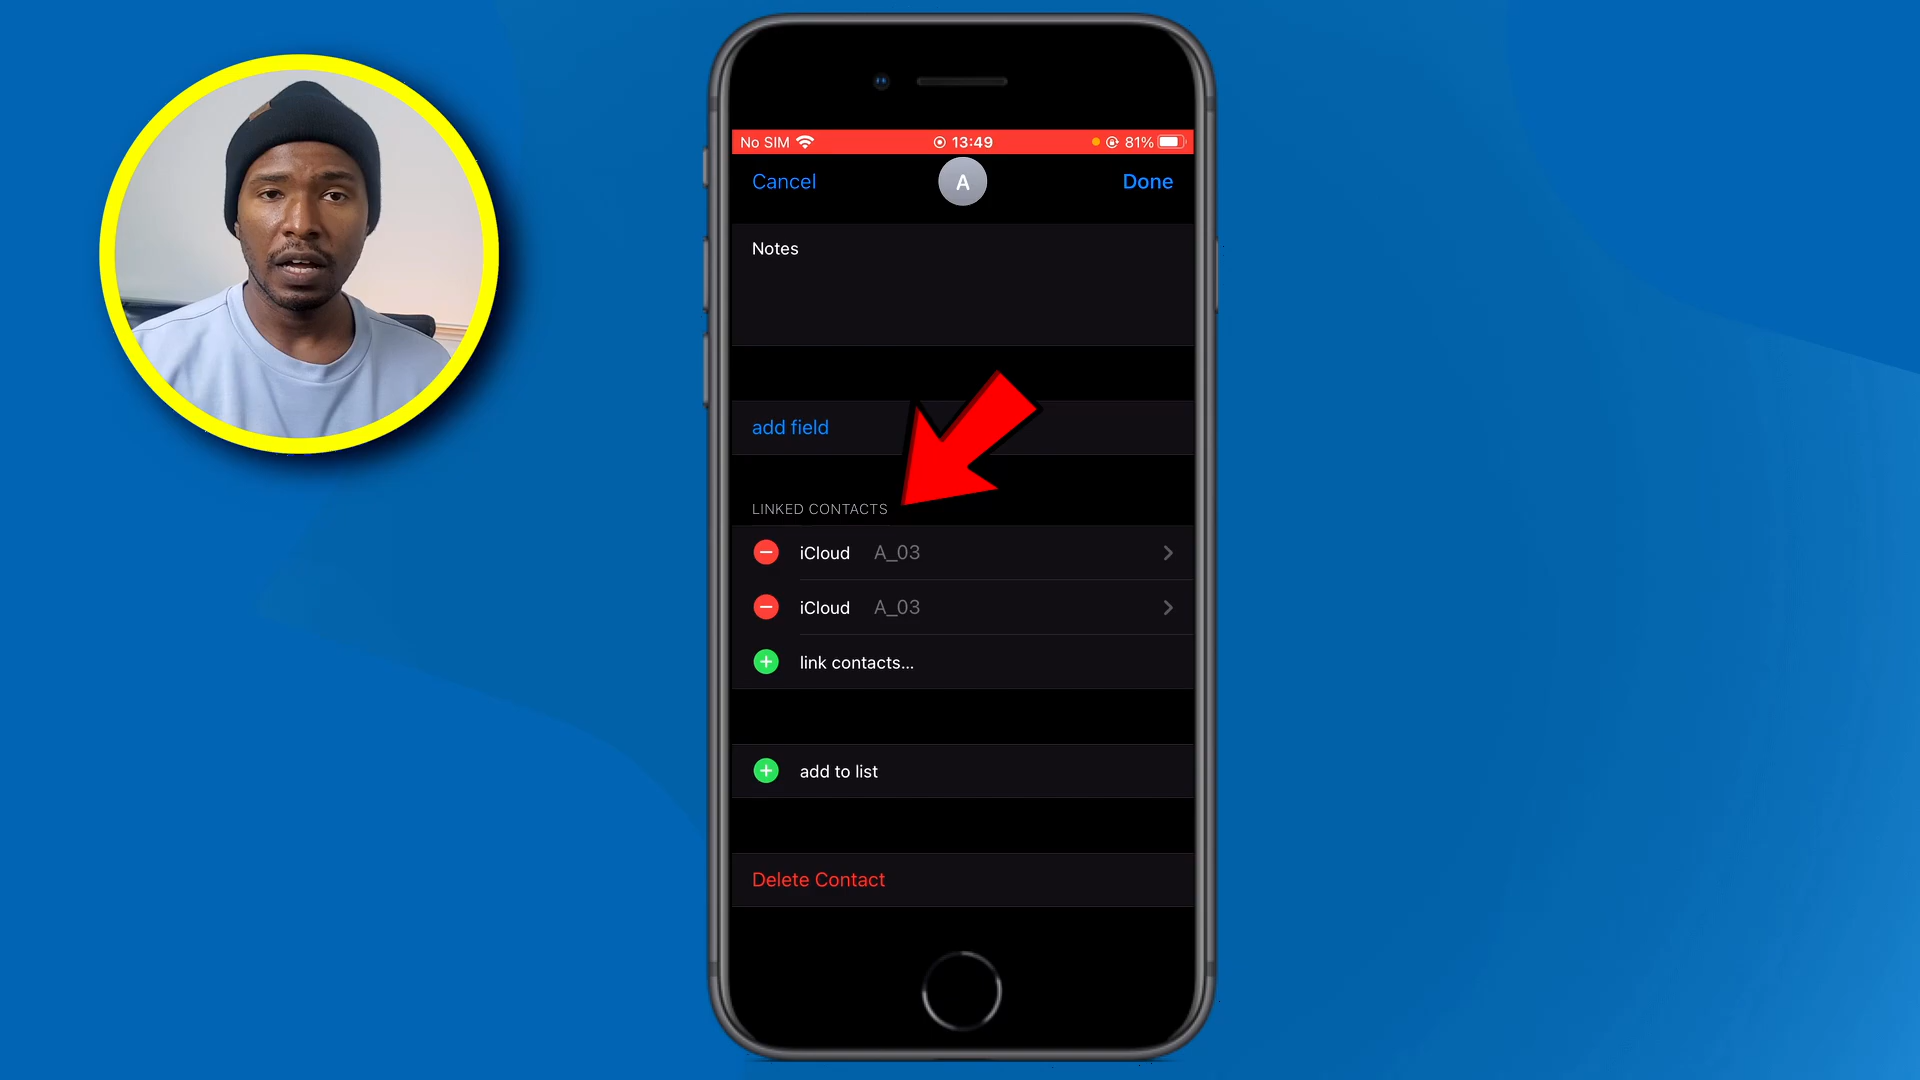 No SIM 13:49 81%
Cancel A Done
Notes
add field
LINKED CONTACTS
iCloud A_03
iCloud A_03
link contacts...
add to list
Delete Contact